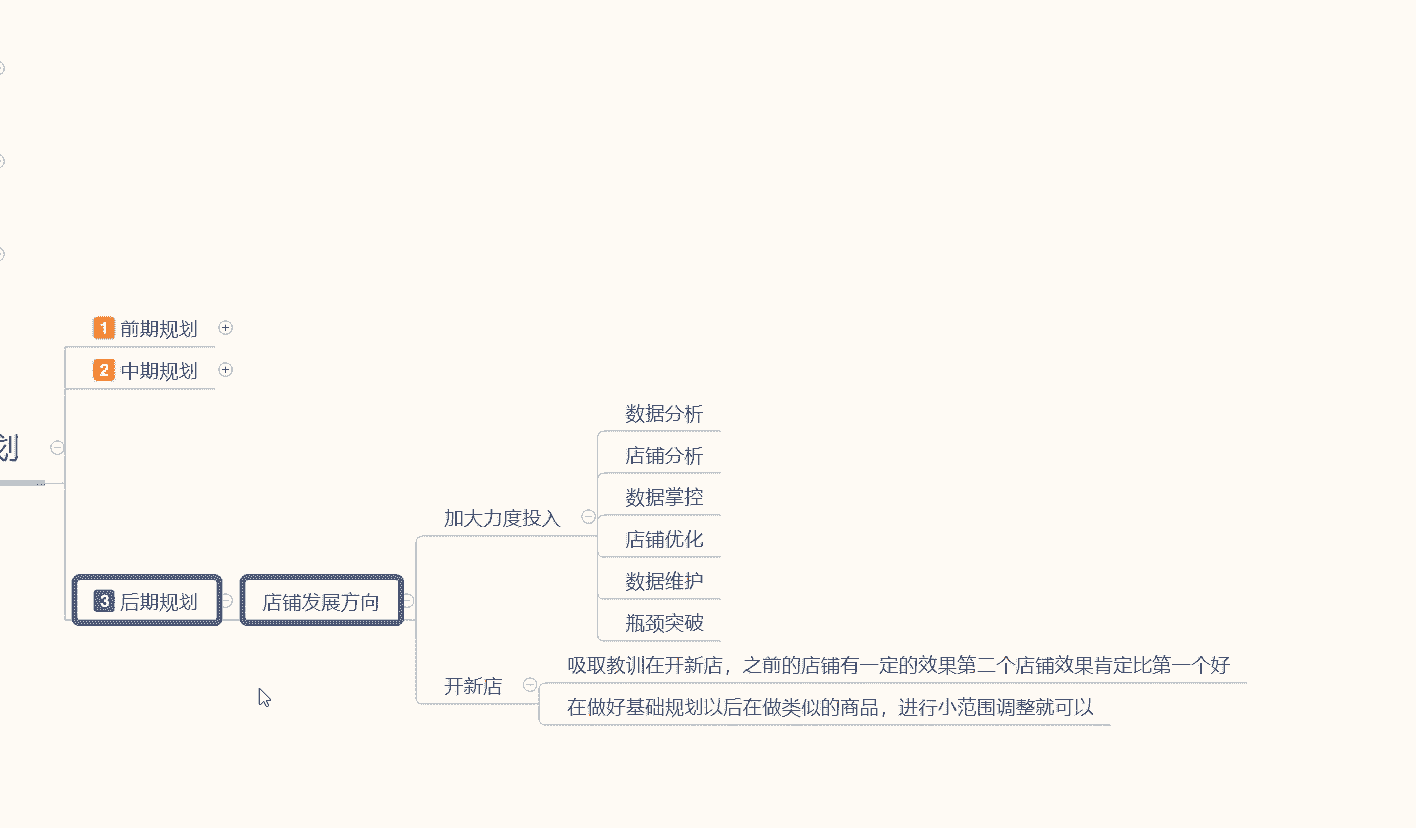 1 前期规划
2 中期规划
划
3 后期规划
店铺发展方向
加大力度投入
数据分析
店铺分析
数据掌控
店铺优化
数据维护
瓶颈突破
开新店
吸取教训在开新店，之前的店铺有一定的效果第二个店铺效果肯定比第一个好
在做好基础规划以后在做类似的商品，进行小范围调整就可以